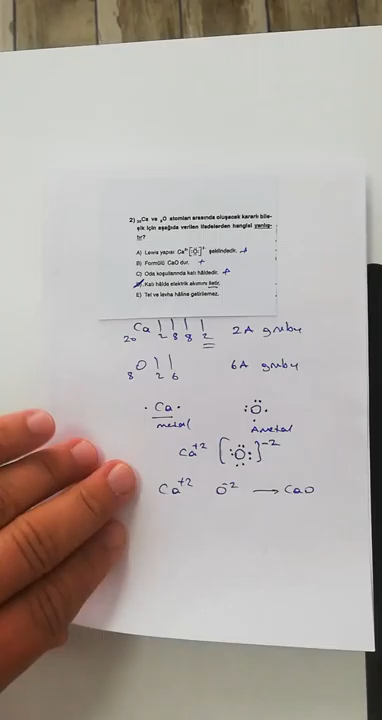 2) ₂₀Ca ve ₈O atomları arasında oluşacak kararlı bile-
şik için aşağıda verilen ifadelerden hangisi yanlış-
tır?
A) Lewis yapısı Ca²⁺[:Ö:]²⁻ şeklindedir. +
B) Formülü CaO dur. +
C) Oda koşullarında katı hâldedir. +
D) Katı hâlde elektrik akımını iletir.
E) Tel ve levha hâline getirilemez.
₂₀Ca ) ) ) ) 2 8 8 2 2A grubu
₈O ) ) 2 6 6A grubu
· Ca · :Ö:
metal Ametal
Ca⁺² [:Ö:]⁻²
Ca⁺² O⁻² → CaO